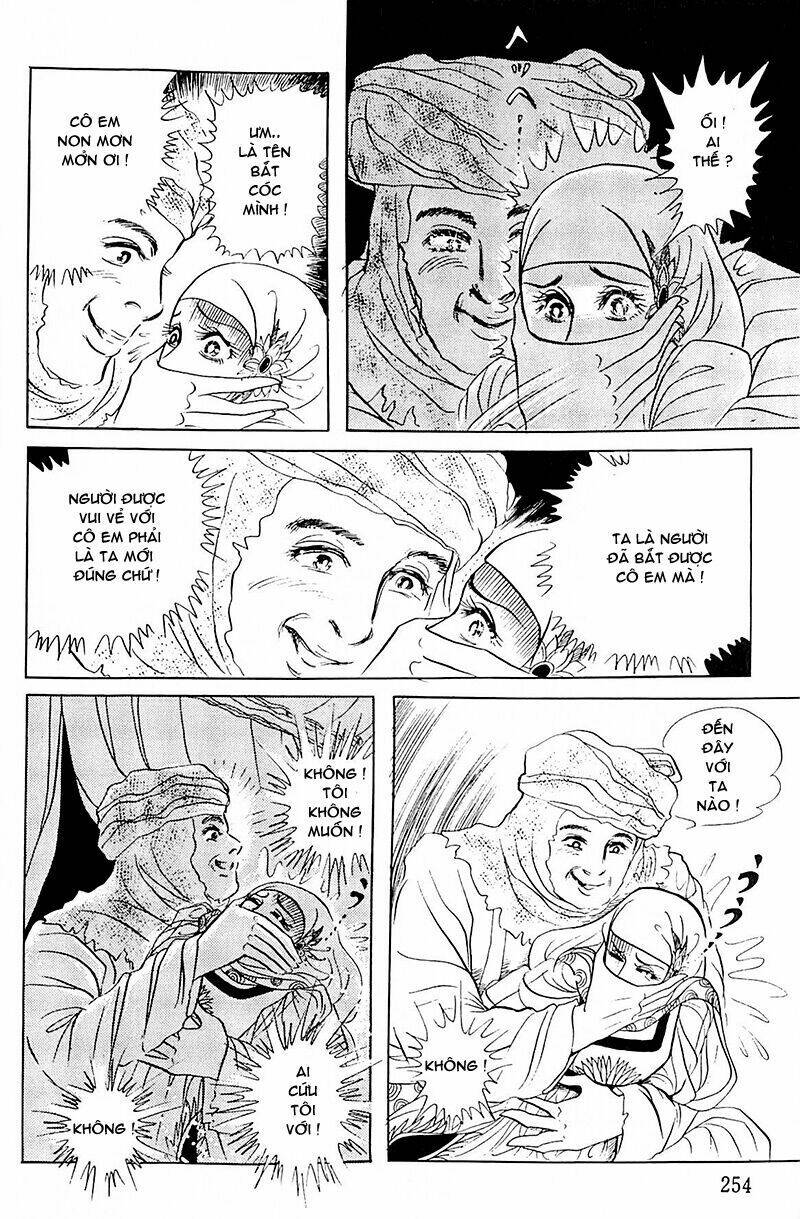 CÔ EM
NON MƠN
MỞN ƠI !
ƯM..
LÀ TÊN
BẮT
CÓC
MÌNH !
ỐI !
AI
THẾ ?
NGƯỜI ĐƯỢC
VUI VẺ VỚI
CÔ EM PHẢI
LÀ TA MỚI
ĐÚNG CHỨ !
TA LÀ NGƯỜI
ĐÃ BẮT ĐƯỢC
CÔ EM MÀ !
KHÔNG !
TÔI
KHÔNG
MUỐN !
AI
CỨU
TÔI
VỚI !
KHÔNG !
ĐẾN
ĐÂY
VỚI
TA
NÀO !
KHÔNG !
254